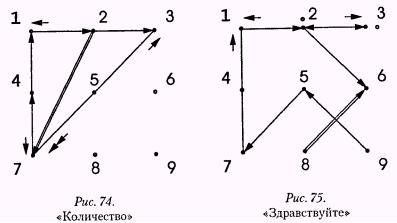 1 2 3 1 2 3
4 5 6 4 5 6
7 8 9 7 8 9
Рис. 74. Рис. 75.
«Количество» «Здравствуйте»